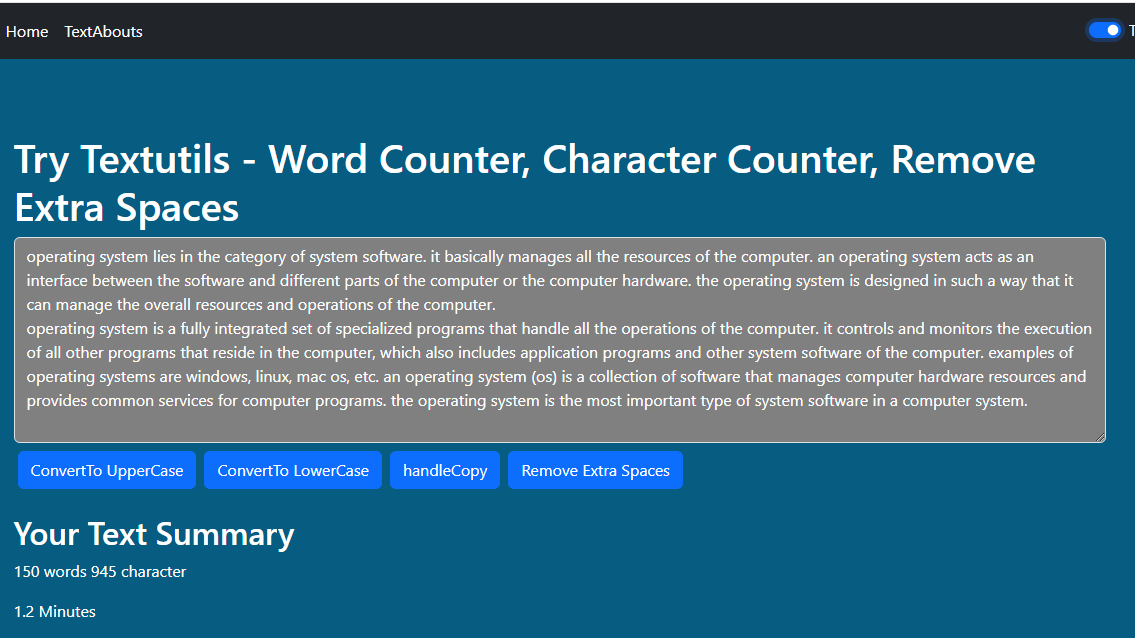 Home TextAbouts T
Try Textutils - Word Counter, Character Counter, Remove
Extra Spaces
operating system lies in the category of system software. it basically manages all the resources of the computer. an operating system acts as an
interface between the software and different parts of the computer or the computer hardware. the operating system is designed in such a way that it
can manage the overall resources and operations of the computer.
operating system is a fully integrated set of specialized programs that handle all the operations of the computer. it controls and monitors the execution
of all other programs that reside in the computer, which also includes application programs and other system software of the computer. examples of
operating systems are windows, linux, mac os, etc. an operating system (os) is a collection of software that manages computer hardware resources and
provides common services for computer programs. the operating system is the most important type of system software in a computer system.
ConvertTo UpperCase ConvertTo LowerCase handleCopy Remove Extra Spaces
Your Text Summary
150 words 945 character
1.2 Minutes